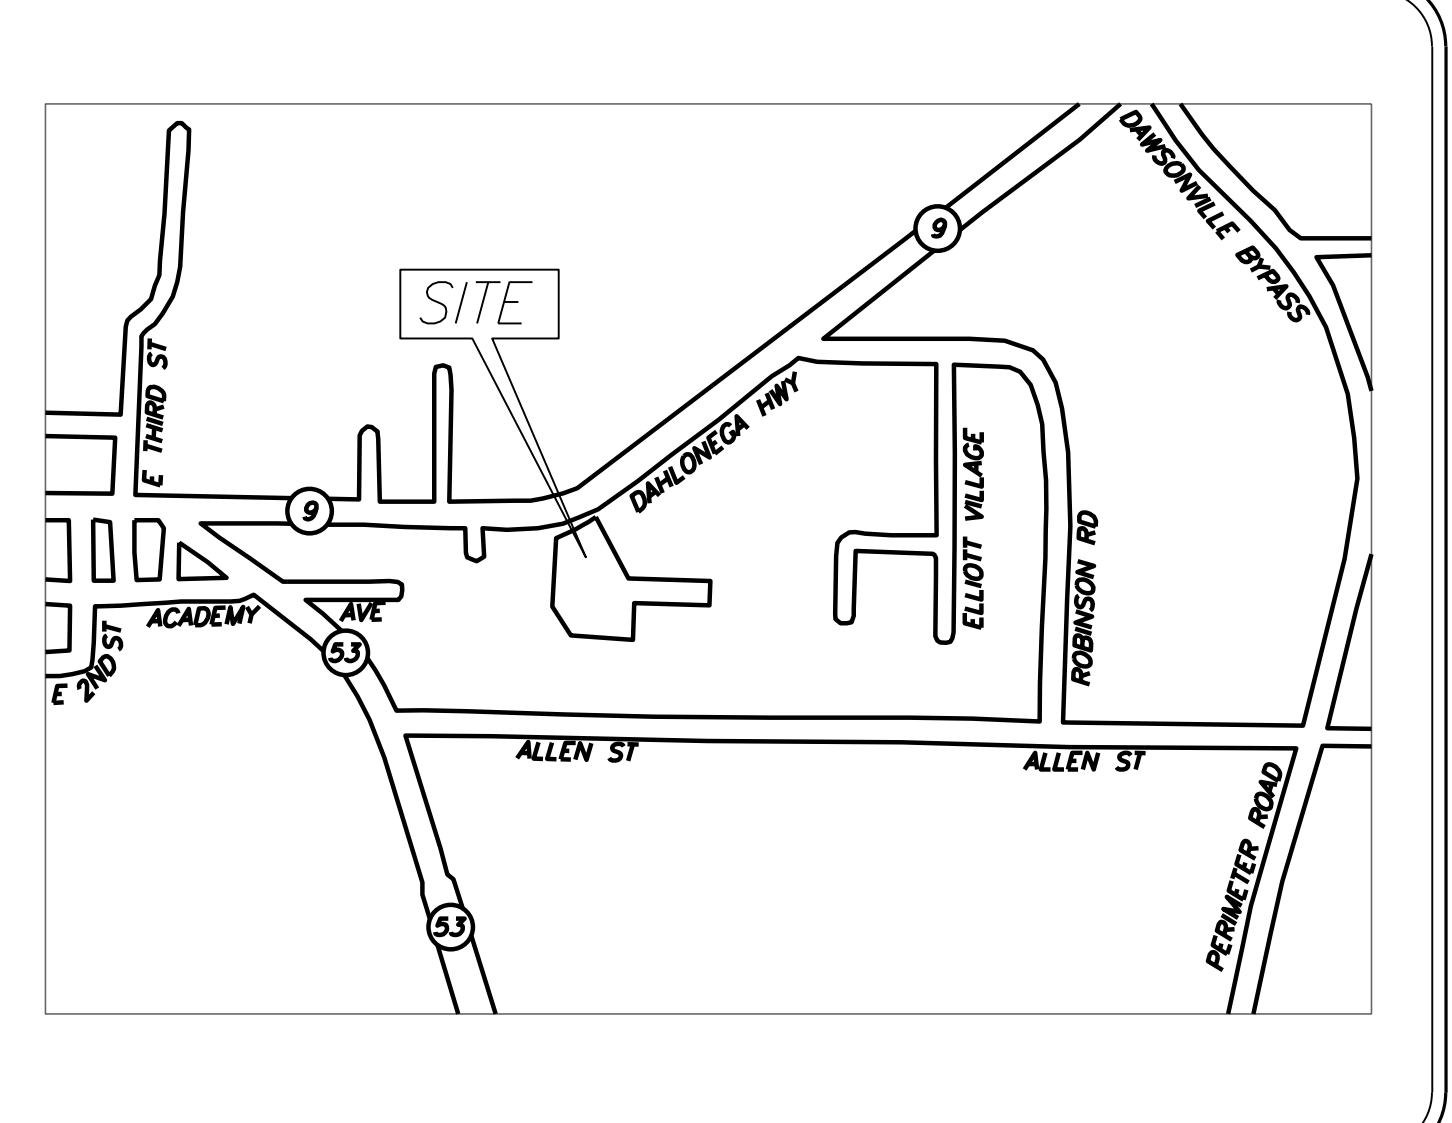 DAWSONVILLE BYPASS
9
SITE
E THIRD ST
DAHLONEGA HWY
ELLIOTT VILLAGE
9
ROBINSON RD
ACADEMY AVE
E 2ND ST
53
ALLEN ST
ALLEN ST
PERIMETER ROAD
53